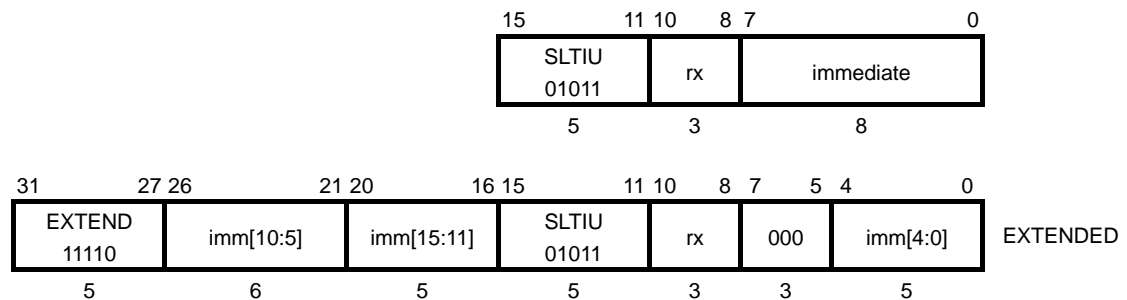 15 11 10 8 7 0
SLTIU
01011
rx
immediate
5 3 8
31 27 26 21 20 16 15 11 10 8 7 5 4 0
EXTEND
11110
imm[10:5]
imm[15:11]
SLTIU
01011
rx
000
imm[4:0]
EXTENDED
5 6 5 5 3 3 5